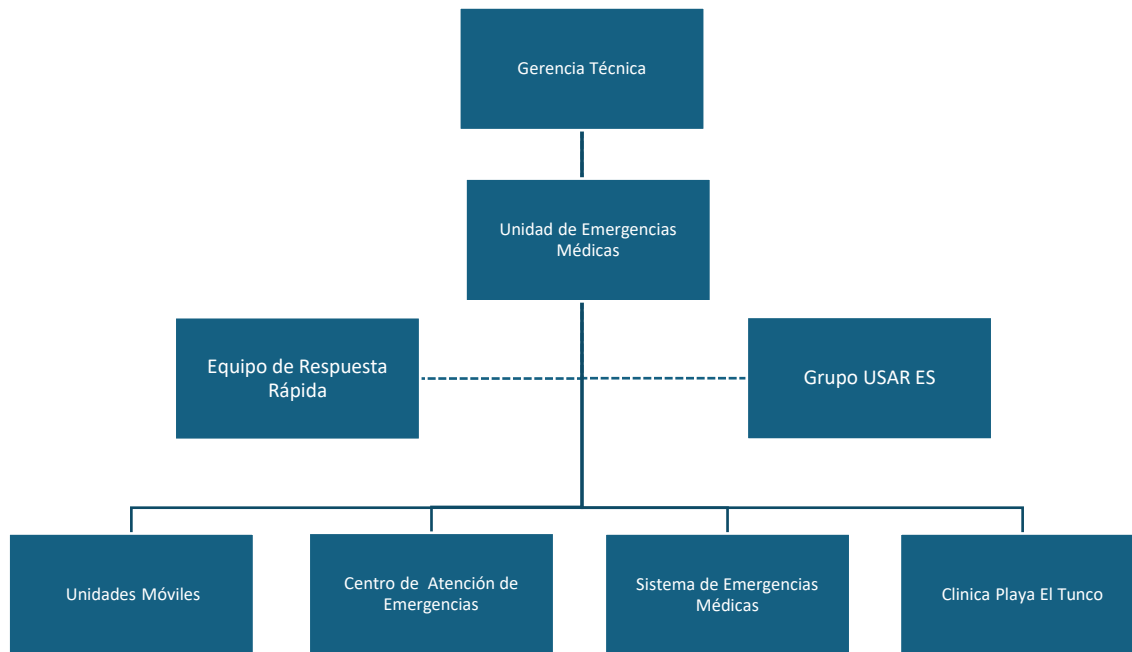 Gerencia Técnica
Unidad de Emergencias
Médicas
Equipo de Respuesta
Rápida
Grupo USAR ES
Unidades Móviles
Centro de Atención de
Emergencias
Sistema de Emergencias
Médicas
Clinica Playa El Tunco